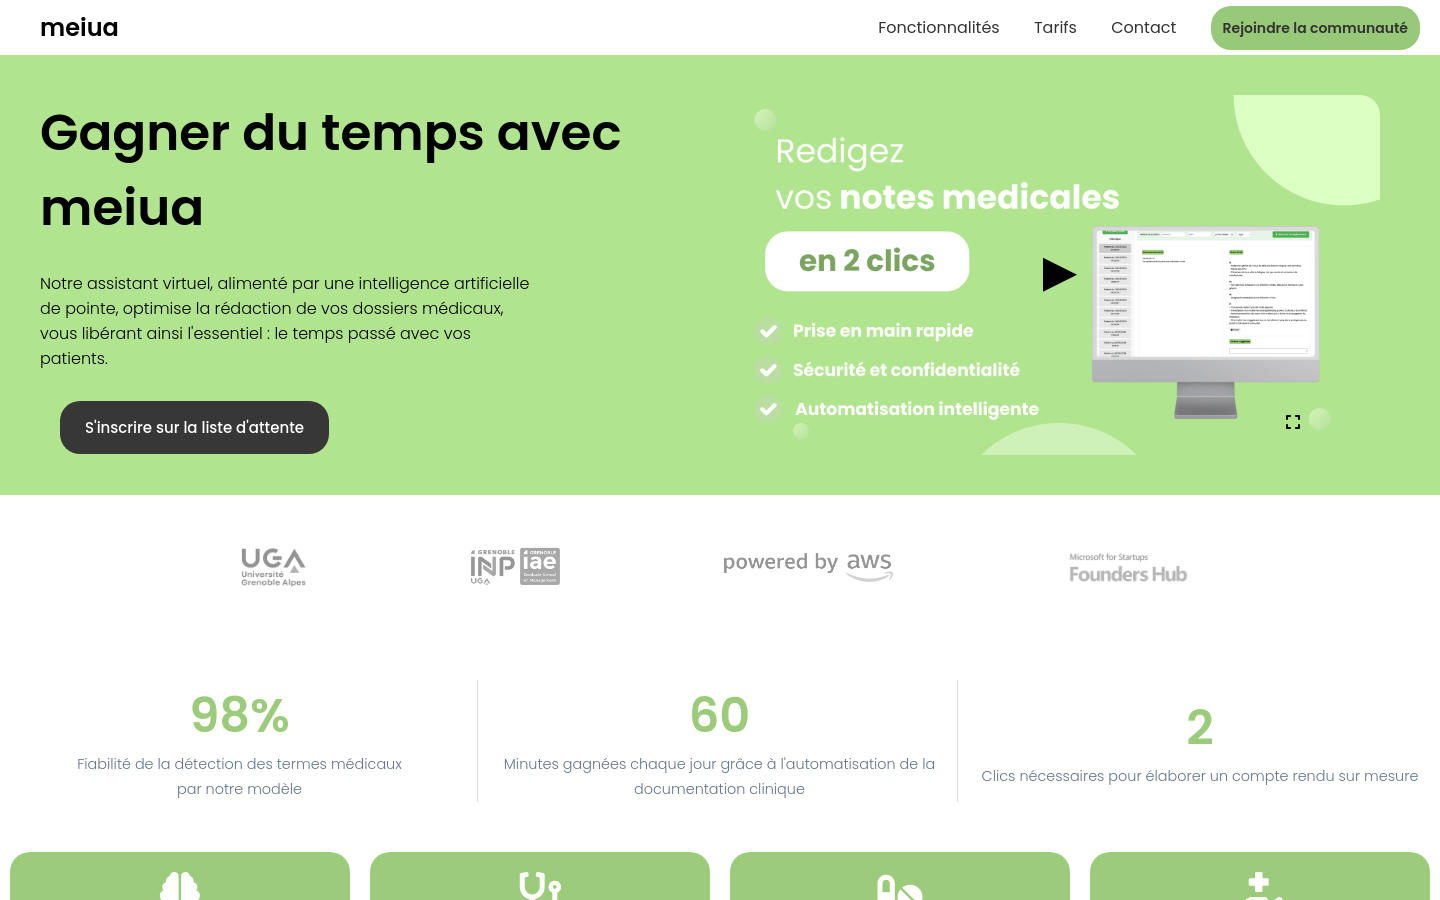 meiua
Fonctionnalités
Tarifs
Contact
Rejoindre la communauté
Gagner du temps avec
meiua
Notre assistant virtuel, alimenté par une intelligence artificielle
de pointe, optimise la rédaction de vos dossiers médicaux,
vous libérant ainsi l'essentiel : le temps passé avec vos
patients.
S'inscrire sur la liste d'attente
Redigez
vos notes medicales
en 2 clics
Prise en main rapide
Sécurité et confidentialité
Automatisation intelligente
UGA
Université
Grenoble Alpes
GRENOBLE
INP
UGA
GRENOBLE
iae
powered by aws
Microsoft for Startups
Founders Hub
98%
Fiabilité de la détection des termes médicaux
par notre modèle
60
Minutes gagnées chaque jour grâce à l'automatisation de la
documentation clinique
2
Clics nécessaires pour élaborer un compte rendu sur mesure